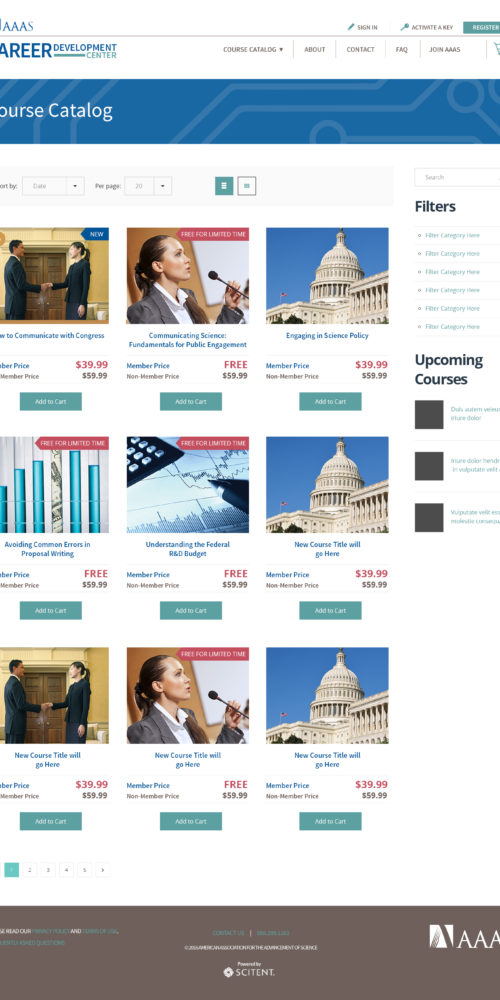 AAAS
SIGN IN
ACTIVATE A KEY
REGISTER
AREER DEVELOPMENT
CENTER
COURSE CATALOG ▼
ABOUT
CONTACT
FAQ
JOIN AAAS
ourse Catalog
ort by:
Date
Per page:
20
Search
Filters
Filter Category Here
Filter Category Here
Filter Category Here
Filter Category Here
Filter Category Here
Filter Category Here
Upcoming
Courses
Duis autem veleu
iriure dolor
Iriure dolor hendr
in vulputate velit
Vulputate velit ess
molestie consequ
NEW
w to Communicate with Congress
ber Price $39.99
Member Price $59.99
Add to Cart
FREE FOR LIMITED TIME
Communicating Science:
Fundamentals for Public Engagement
Member Price FREE
Non-Member Price $59.99
Add to Cart
Engaging in Science Policy
Member Price $39.99
Non-Member Price $59.99
Add to Cart
FREE FOR LIMITED TIME
Avoiding Common Errors in
Proposal Writing
ber Price FREE
Member Price $59.99
Add to Cart
FREE FOR LIMITED TIME
Understanding the Federal
R&D Budget
Member Price FREE
Non-Member Price $59.99
Add to Cart
New Course Title will
go Here
Member Price $39.99
Non-Member Price $59.99
Add to Cart
New Course Title will
go Here
ber Price $39.99
Member Price $59.99
Add to Cart
FREE FOR LIMITED TIME
New Course Title will
go Here
Member Price FREE
Non-Member Price $59.99
Add to Cart
New Course Title will
go Here
Member Price $39.99
Non-Member Price $59.99
Add to Cart
1 2 3 4 5 >
SE READ OUR PRIVACY POLICY AND TERMS OF USE.
UENTLY ASKED QUESTIONS
CONTACT US |
© 2015 AMERICAN ASSOCIATION FOR THE ADVANCEMENT OF SCIENCE
Powered by
SCITENT.
AAAS